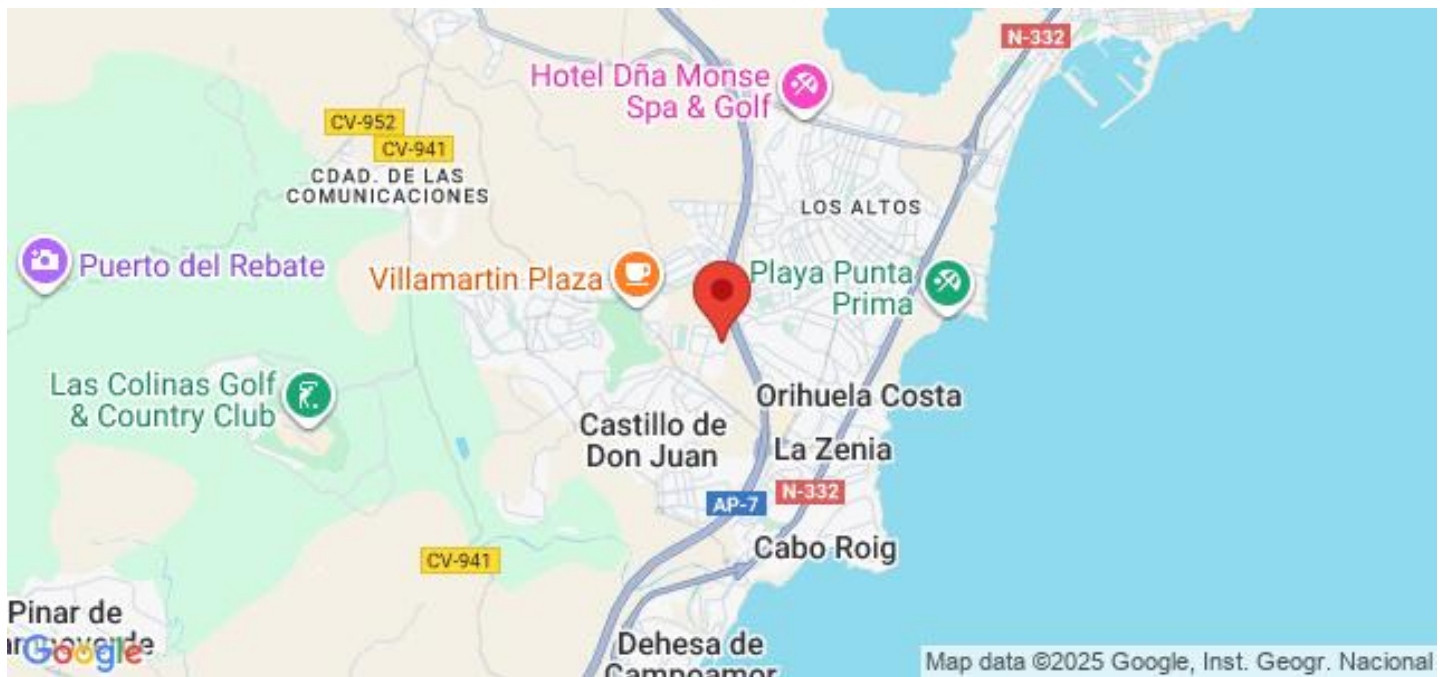 N-332
Hotel Dña Monse
Spa & Golf
CV-952
CV-941
CDAD. DE LAS
COMUNICACIONES
LOS ALTOS
Puerto del Rebate
Villamartin Plaza
Playa Punta
Prima
Las Colinas Golf
& Country Club
Orihuela Costa
Castillo de
Don Juan
La Zenia
AP-7
N-332
Cabo Roig
CV-941
Pinar de
Dehesa de
Campoamor
Google
Map data ©2025 Google, Inst. Geogr. Nacional